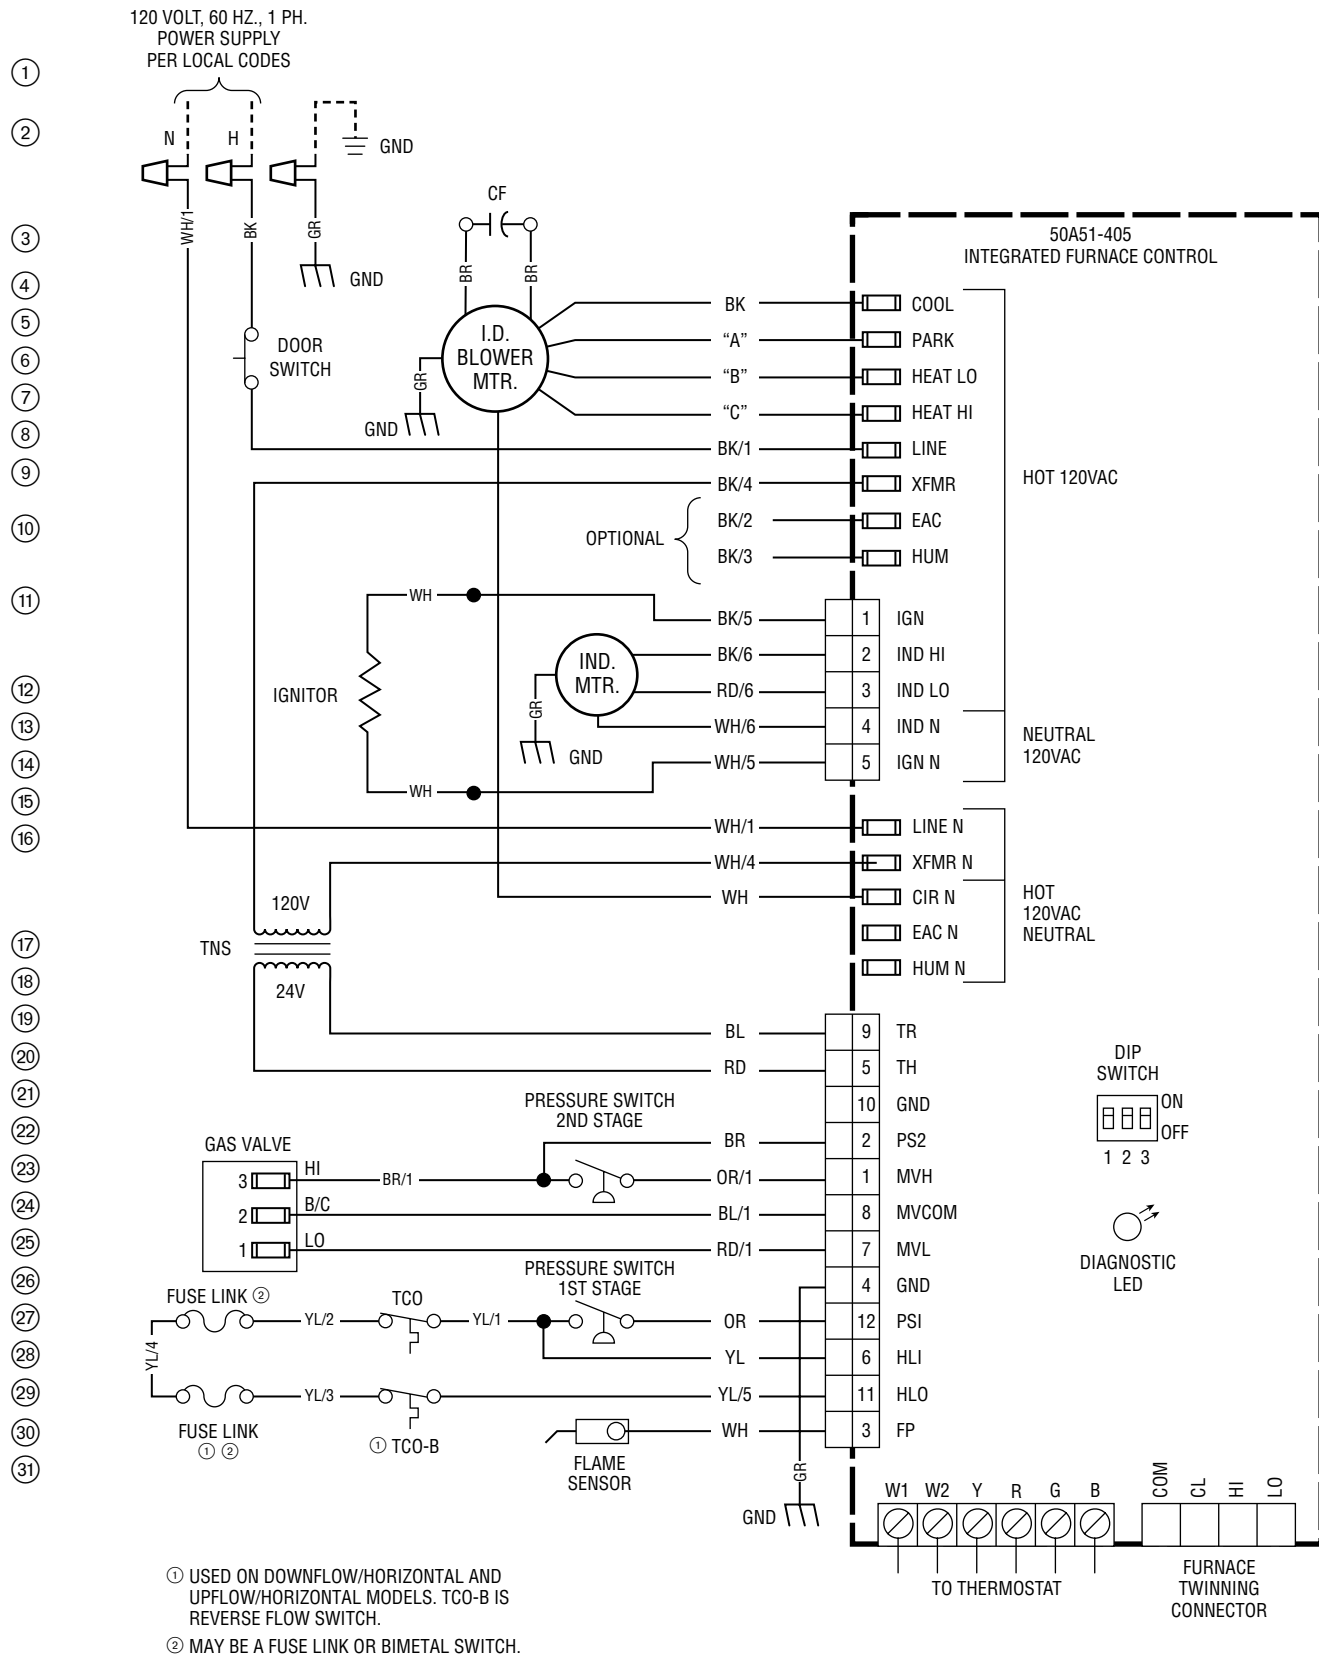 120 VOLT, 60 HZ., 1 PH.
POWER SUPPLY
PER LOCAL CODES
1
2
N
H
GND
WH/1
BK
GR
GND
CF
BR
BR
3
50A51-405
INTEGRATED FURNACE CONTROL
4
BK
COOL
5
I.D.
BLOWER
MTR.
"A"
PARK
DOOR
SWITCH
6
"B"
HEAT LO
7
GR
GND
"C"
HEAT HI
8
BK/1
LINE
9
BK/4
XFMR
HOT 120VAC
10
OPTIONAL
BK/2
EAC
BK/3
HUM
11
WH
BK/5
1
IGN
IND.
MTR.
BK/6
2
IND HI
12
IGNITOR
GR
GND
RD/6
3
IND LO
13
WH/6
4
IND N
NEUTRAL
120VAC
14
WH/5
5
IGN N
15
WH
16
WH/1
LINE N
WH/4
XFMR N
120V
WH
CIR N
HOT
120VAC
NEUTRAL
17
TNS
EAC N
18
24V
HUM N
19
BL
9
TR
20
RD
5
TH
DIP
SWITCH
21
PRESSURE SWITCH
2ND STAGE
10
GND
ON
OFF
1 2 3
22
GAS VALVE
BR
2
PS2
23
3
HI
BR/1
OR/1
1
MVH
24
2
B/C
BL/1
8
MVCOM
25
1
LO
RD/1
7
MVL
DIAGNOSTIC
LED
26
PRESSURE SWITCH
1ST STAGE
4
GND
27
FUSE LINK ②
YL/2
TCO
YL/1
OR
12
PSI
28
YL/4
YL
6
HLI
29
YL/3
YL/5
11
HLO
30
FUSE LINK
① ②
① TCO-B
WH
3
FP
31
FLAME
SENSOR
GR
GND
W1 W2 Y R G B
COM CL HI LO
TO THERMOSTAT
FURNACE
TWINNING
CONNECTOR
① USED ON DOWNFLOW/HORIZONTAL AND
UPFLOW/HORIZONTAL MODELS. TCO-B IS
REVERSE FLOW SWITCH.
② MAY BE A FUSE LINK OR BIMETAL SWITCH.